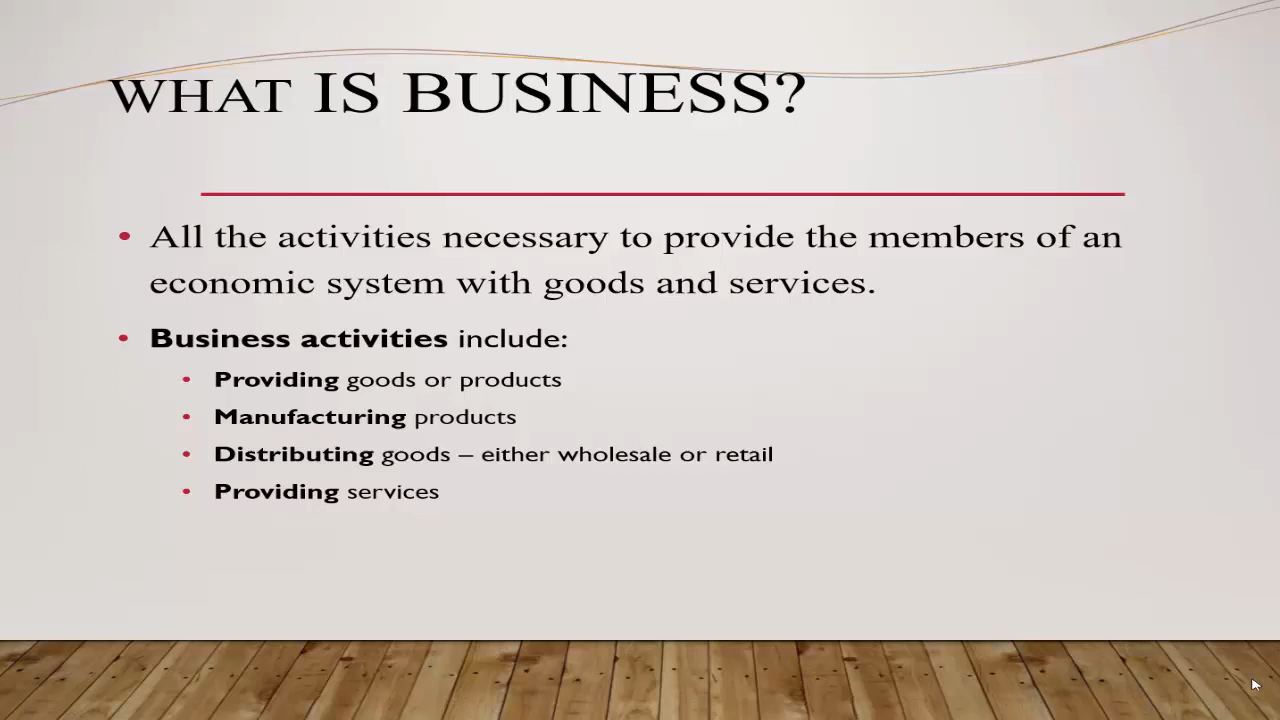 WHAT IS BUSINESS?
• All the activities necessary to provide the members of an
economic system with goods and services.
• Business activities include:
• Providing goods or products
• Manufacturing products
• Distributing goods – either wholesale or retail
• Providing services